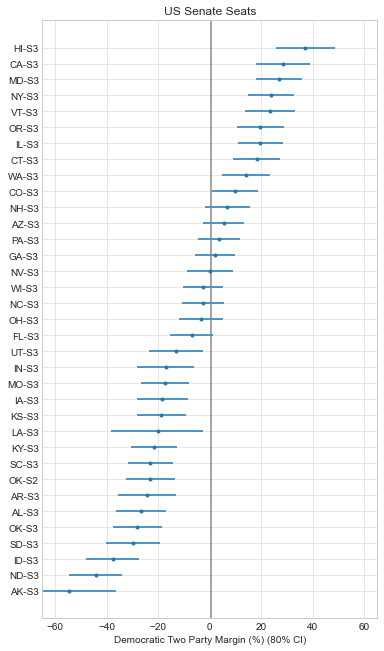 US Senate Seats
HI-S3
CA-S3
MD-S3
NY-S3
VT-S3
OR-S3
IL-S3
CT-S3
WA-S3
CO-S3
NH-S3
AZ-S3
PA-S3
GA-S3
NV-S3
WI-S3
NC-S3
OH-S3
FL-S3
UT-S3
IN-S3
MO-S3
IA-S3
KS-S3
LA-S3
KY-S3
SC-S3
OK-S2
AR-S3
AL-S3
OK-S3
SD-S3
ID-S3
ND-S3
AK-S3
−60 −40 −20 0 20 40 60
Democratic Two Party Margin (%) (80% CI)